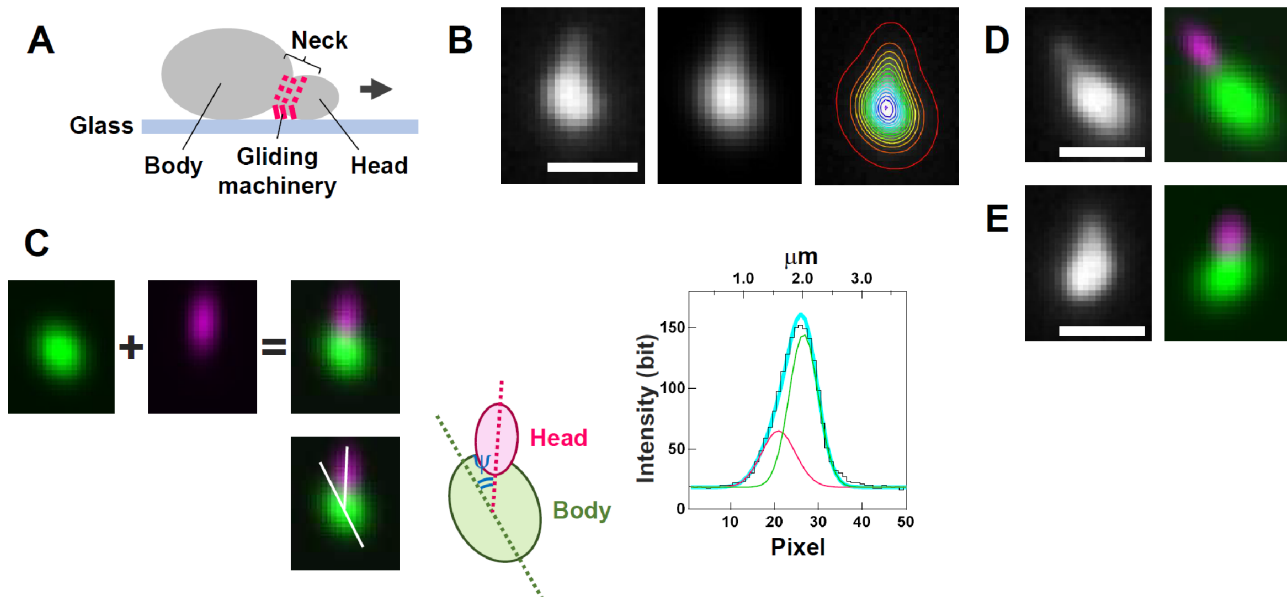 A
Neck
Glass
Body
Gliding
machinery
Head
B
C
+
=
ψ
Head
Body
μm
1.0
2.0
3.0
Intensity (bit)
150
100
50
0
10
20
30
40
50
Pixel
D
E